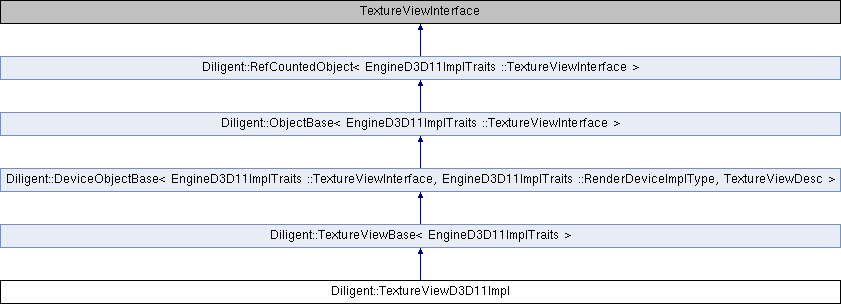 TextureViewInterface
Diligent::RefCountedObject< EngineD3D11ImplTraits ::TextureViewInterface >
Diligent::ObjectBase< EngineD3D11ImplTraits ::TextureViewInterface >
Diligent::DeviceObjectBase< EngineD3D11ImplTraits ::TextureViewInterface, EngineD3D11ImplTraits ::RenderDeviceImplType, TextureViewDesc >
Diligent::TextureViewBase< EngineD3D11ImplTraits >
Diligent::TextureViewD3D11Impl